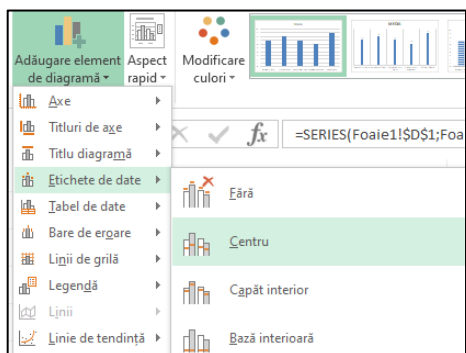 Adăugare element
de diagramă
Aspect
rapid
Modificare
culori
Axe
Titluri de axe
Titlu diagramă
Etichete de date
Tabel de date
Bare de eroare
Linii de grilă
Legendă
Linii
Linie de tendință
fx
=SERIES(Foaie1!$D$1;Foa
Fără
Centru
Capăt interior
Bază interioară